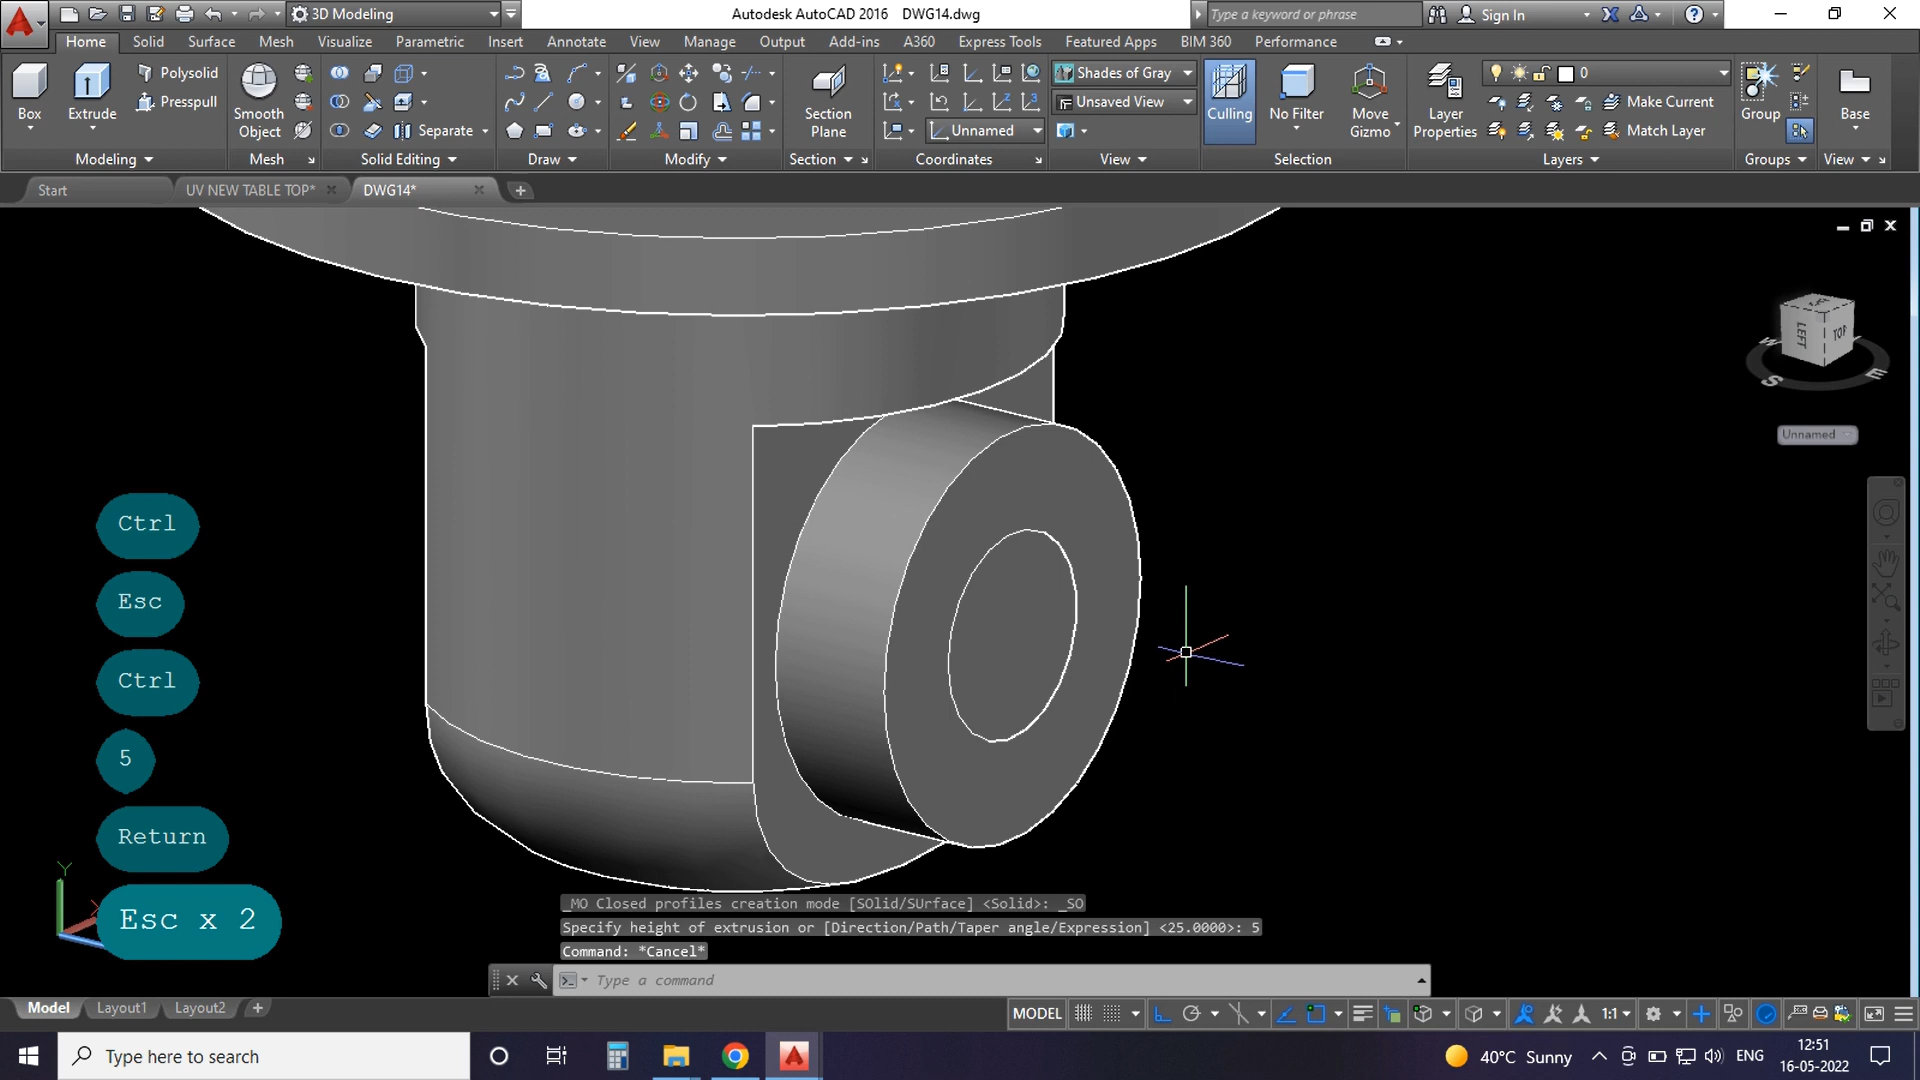 3D Modeling
Autodesk AutoCAD 2016 DWG14.dwg
Type a keyword or phrase
Sign In
Home Solid Surface Mesh Visualize Parametric Insert Annotate View Manage Output Add-ins A360 Express Tools Featured Apps BIM 360 Performance
Polysolid
Presspull
Box
Extrude
Smooth Object
Separate
Section Plane
Unnamed
Shades of Gray
Unsaved View
Culling
No Filter
Move Gizmo
Layer Properties
0
Make Current
Match Layer
Group
Base
Modeling Mesh Solid Editing Draw Modify Section Coordinates View Selection Layers Groups View
Start UV NEW TABLE TOP* DWG14*
LEFT
TOP
S
E
Unnamed
Ctrl
Esc
Ctrl
5
Return
Esc x 2
Y
X
_MO Closed profiles creation mode [SOlid/SUrface] <Solid>: _SO
Specify height of extrusion or [Direction/Path/Taper angle/Expression] <25.0000>: 5
Command: *Cancel*
Type a command
Model Layout1 Layout2
MODEL
1:1
Type here to search
40°C Sunny
ENG
12:51
16-05-2022